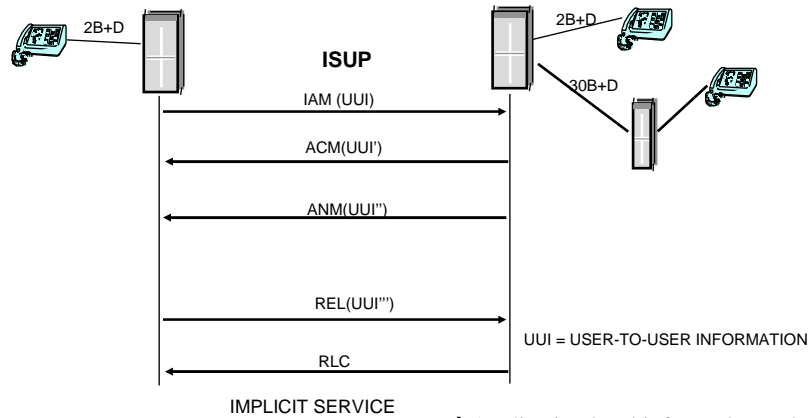 2B+D
2B+D
ISUP
30B+D
IAM (UUI)
ACM(UUI')
ANM(UUI'')
REL(UUI''')
UUI = USER-TO-USER INFORMATION
RLC
IMPLICIT SERVICE